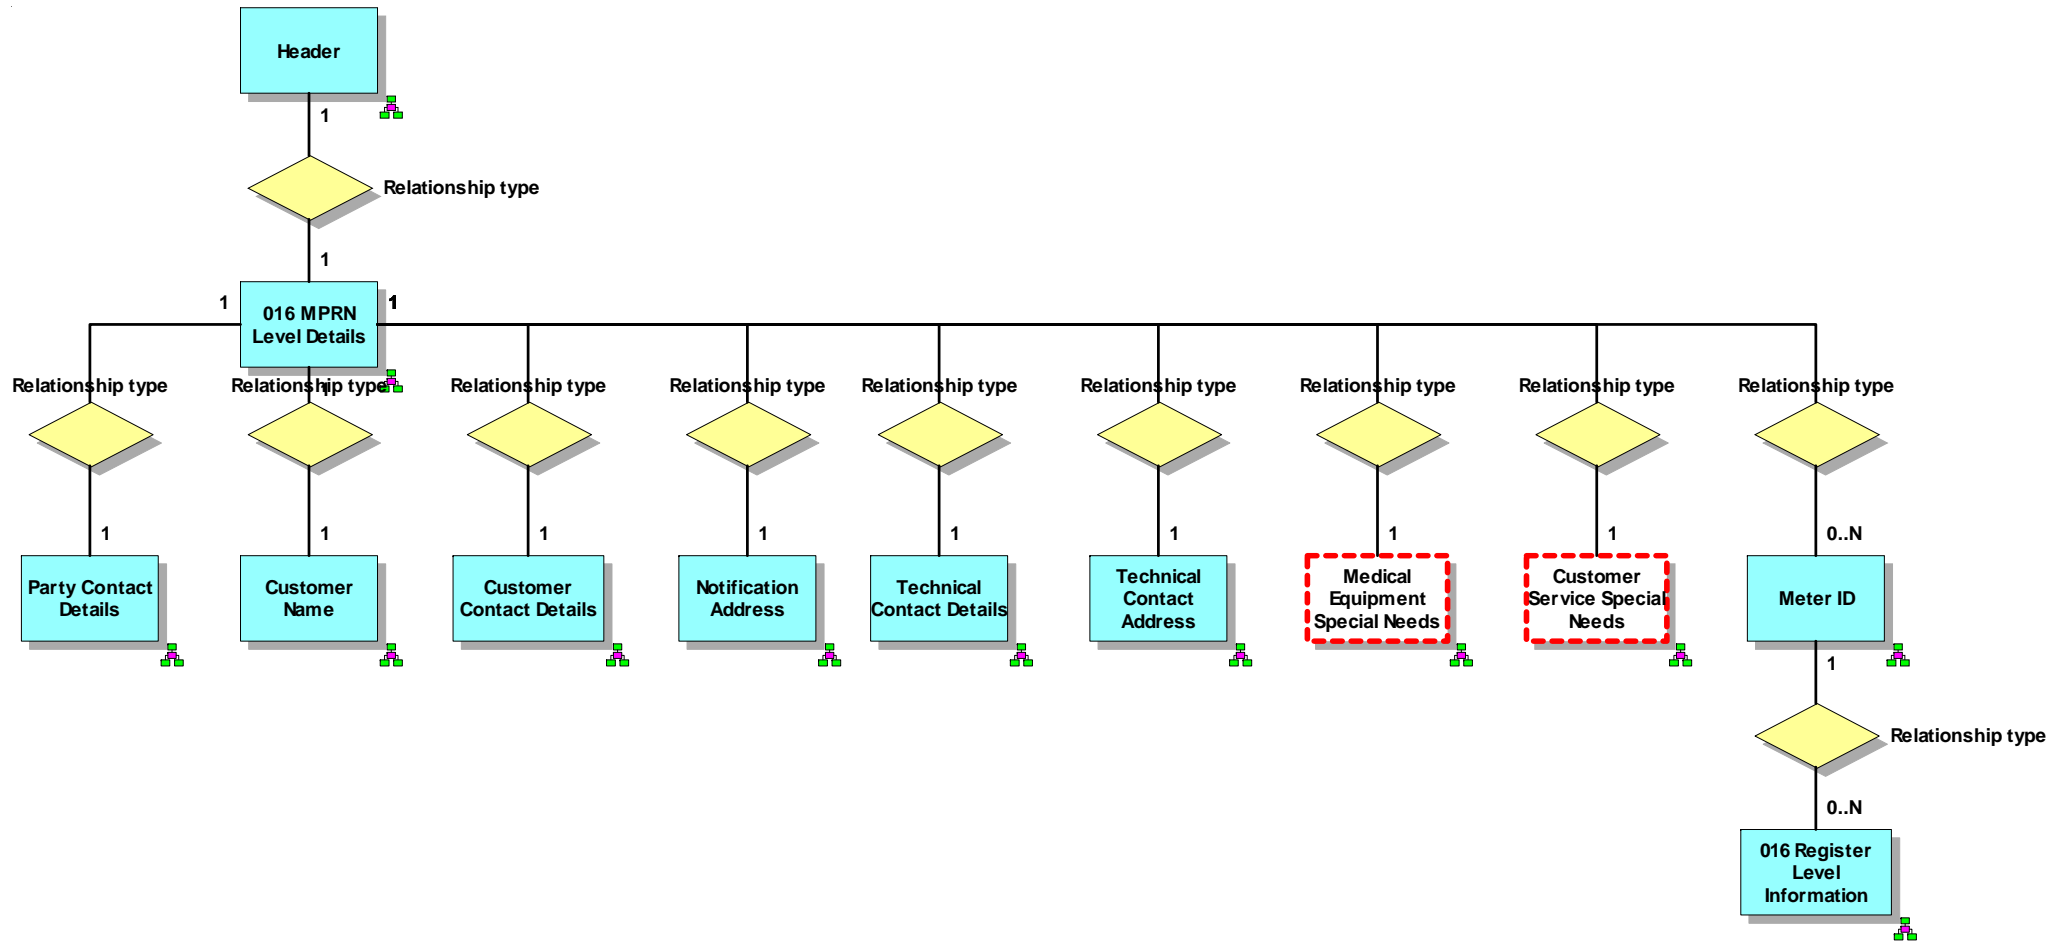 Header
1
Relationship type
1
1
016 MPRN
Level Details
1
Relationship type
Relationship type
1
Relationship type
Relationship type
Relationship type
Relationship type
Relationship type
Relationship type
Relationship type
1
1
1
1
1
1
1
1
0..N
Party Contact
Details
Customer
Name
Customer
Contact Details
Notification
Address
Technical
Contact Details
Technical
Contact
Address
Medical
Equipment
Special Needs
Customer
Service Special
Needs
Meter ID
1
Relationship type
0..N
016 Register
Level
Information